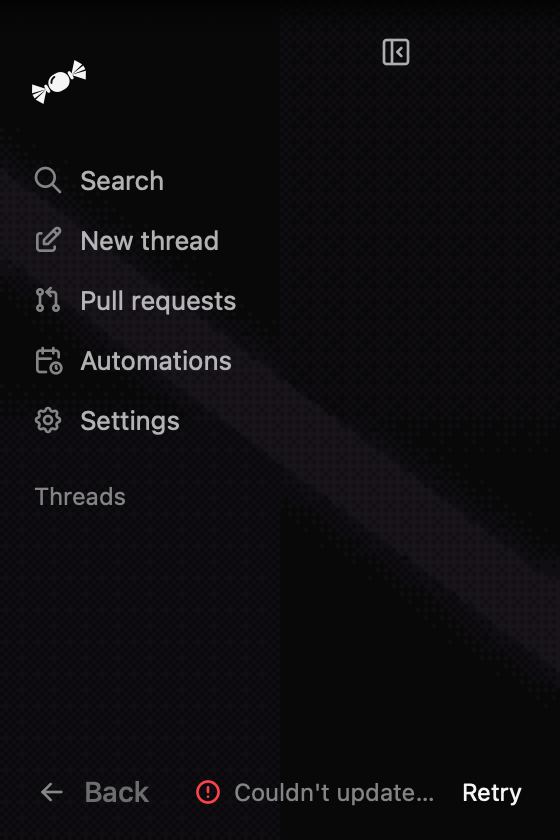 Search
New thread
Pull requests
Automations
Settings
Threads
Back
Couldn't update...
Retry